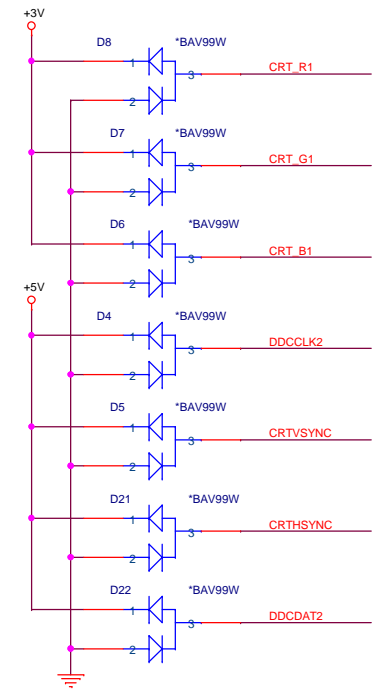 +3V
D8 *BAV99W
1
3 CRT_R1
2
D7 *BAV99W
1
3 CRT_G1
2
D6 *BAV99W
1
3 CRT_B1
2
+5V
D4 *BAV99W
1
3 DDCCLK2
2
D5 *BAV99W
1
3 CRTVSYNC
2
D21 *BAV99W
1
3 CRTHSYNC
2
D22 *BAV99W
1
3 DDCDAT2
2